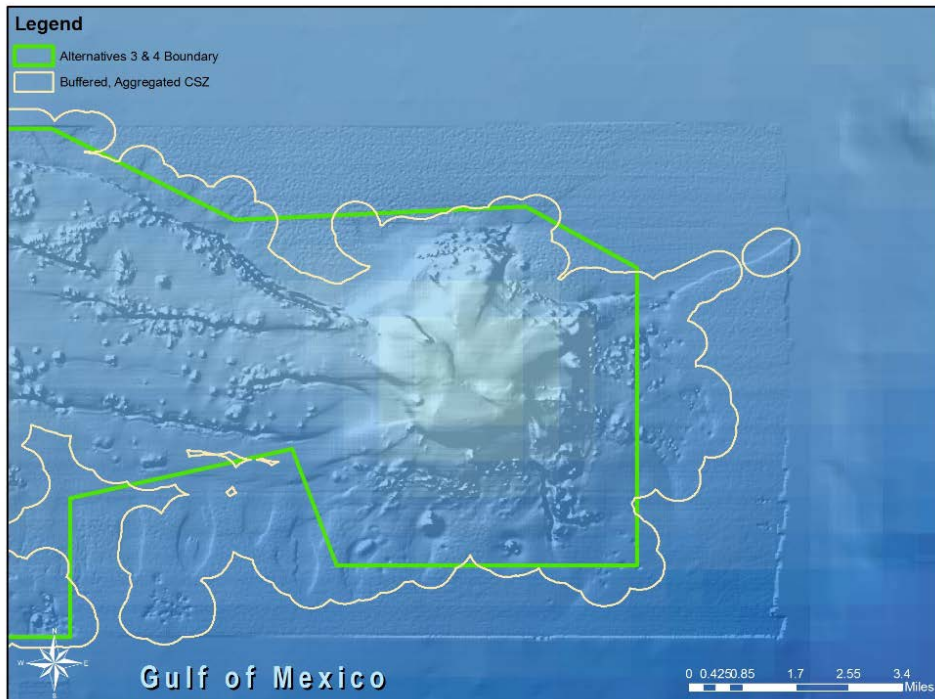 Legend
Alternatives 3 & 4 Boundary
Buffered, Aggregated CSZ
N
W E
S
Gulf of Mexico
0 0.425 0.85 1.7 2.55 3.4
Miles